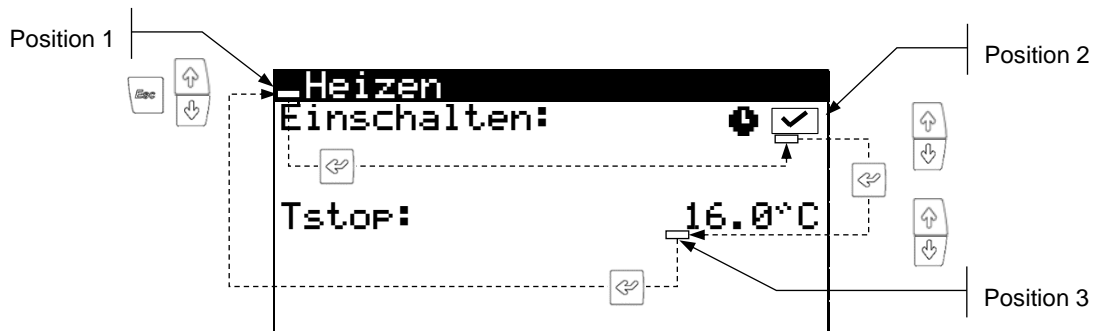 Position 1
Position 2
Esc
Heizen
Einschalten:
Tstop: 16.0°C
Position 3